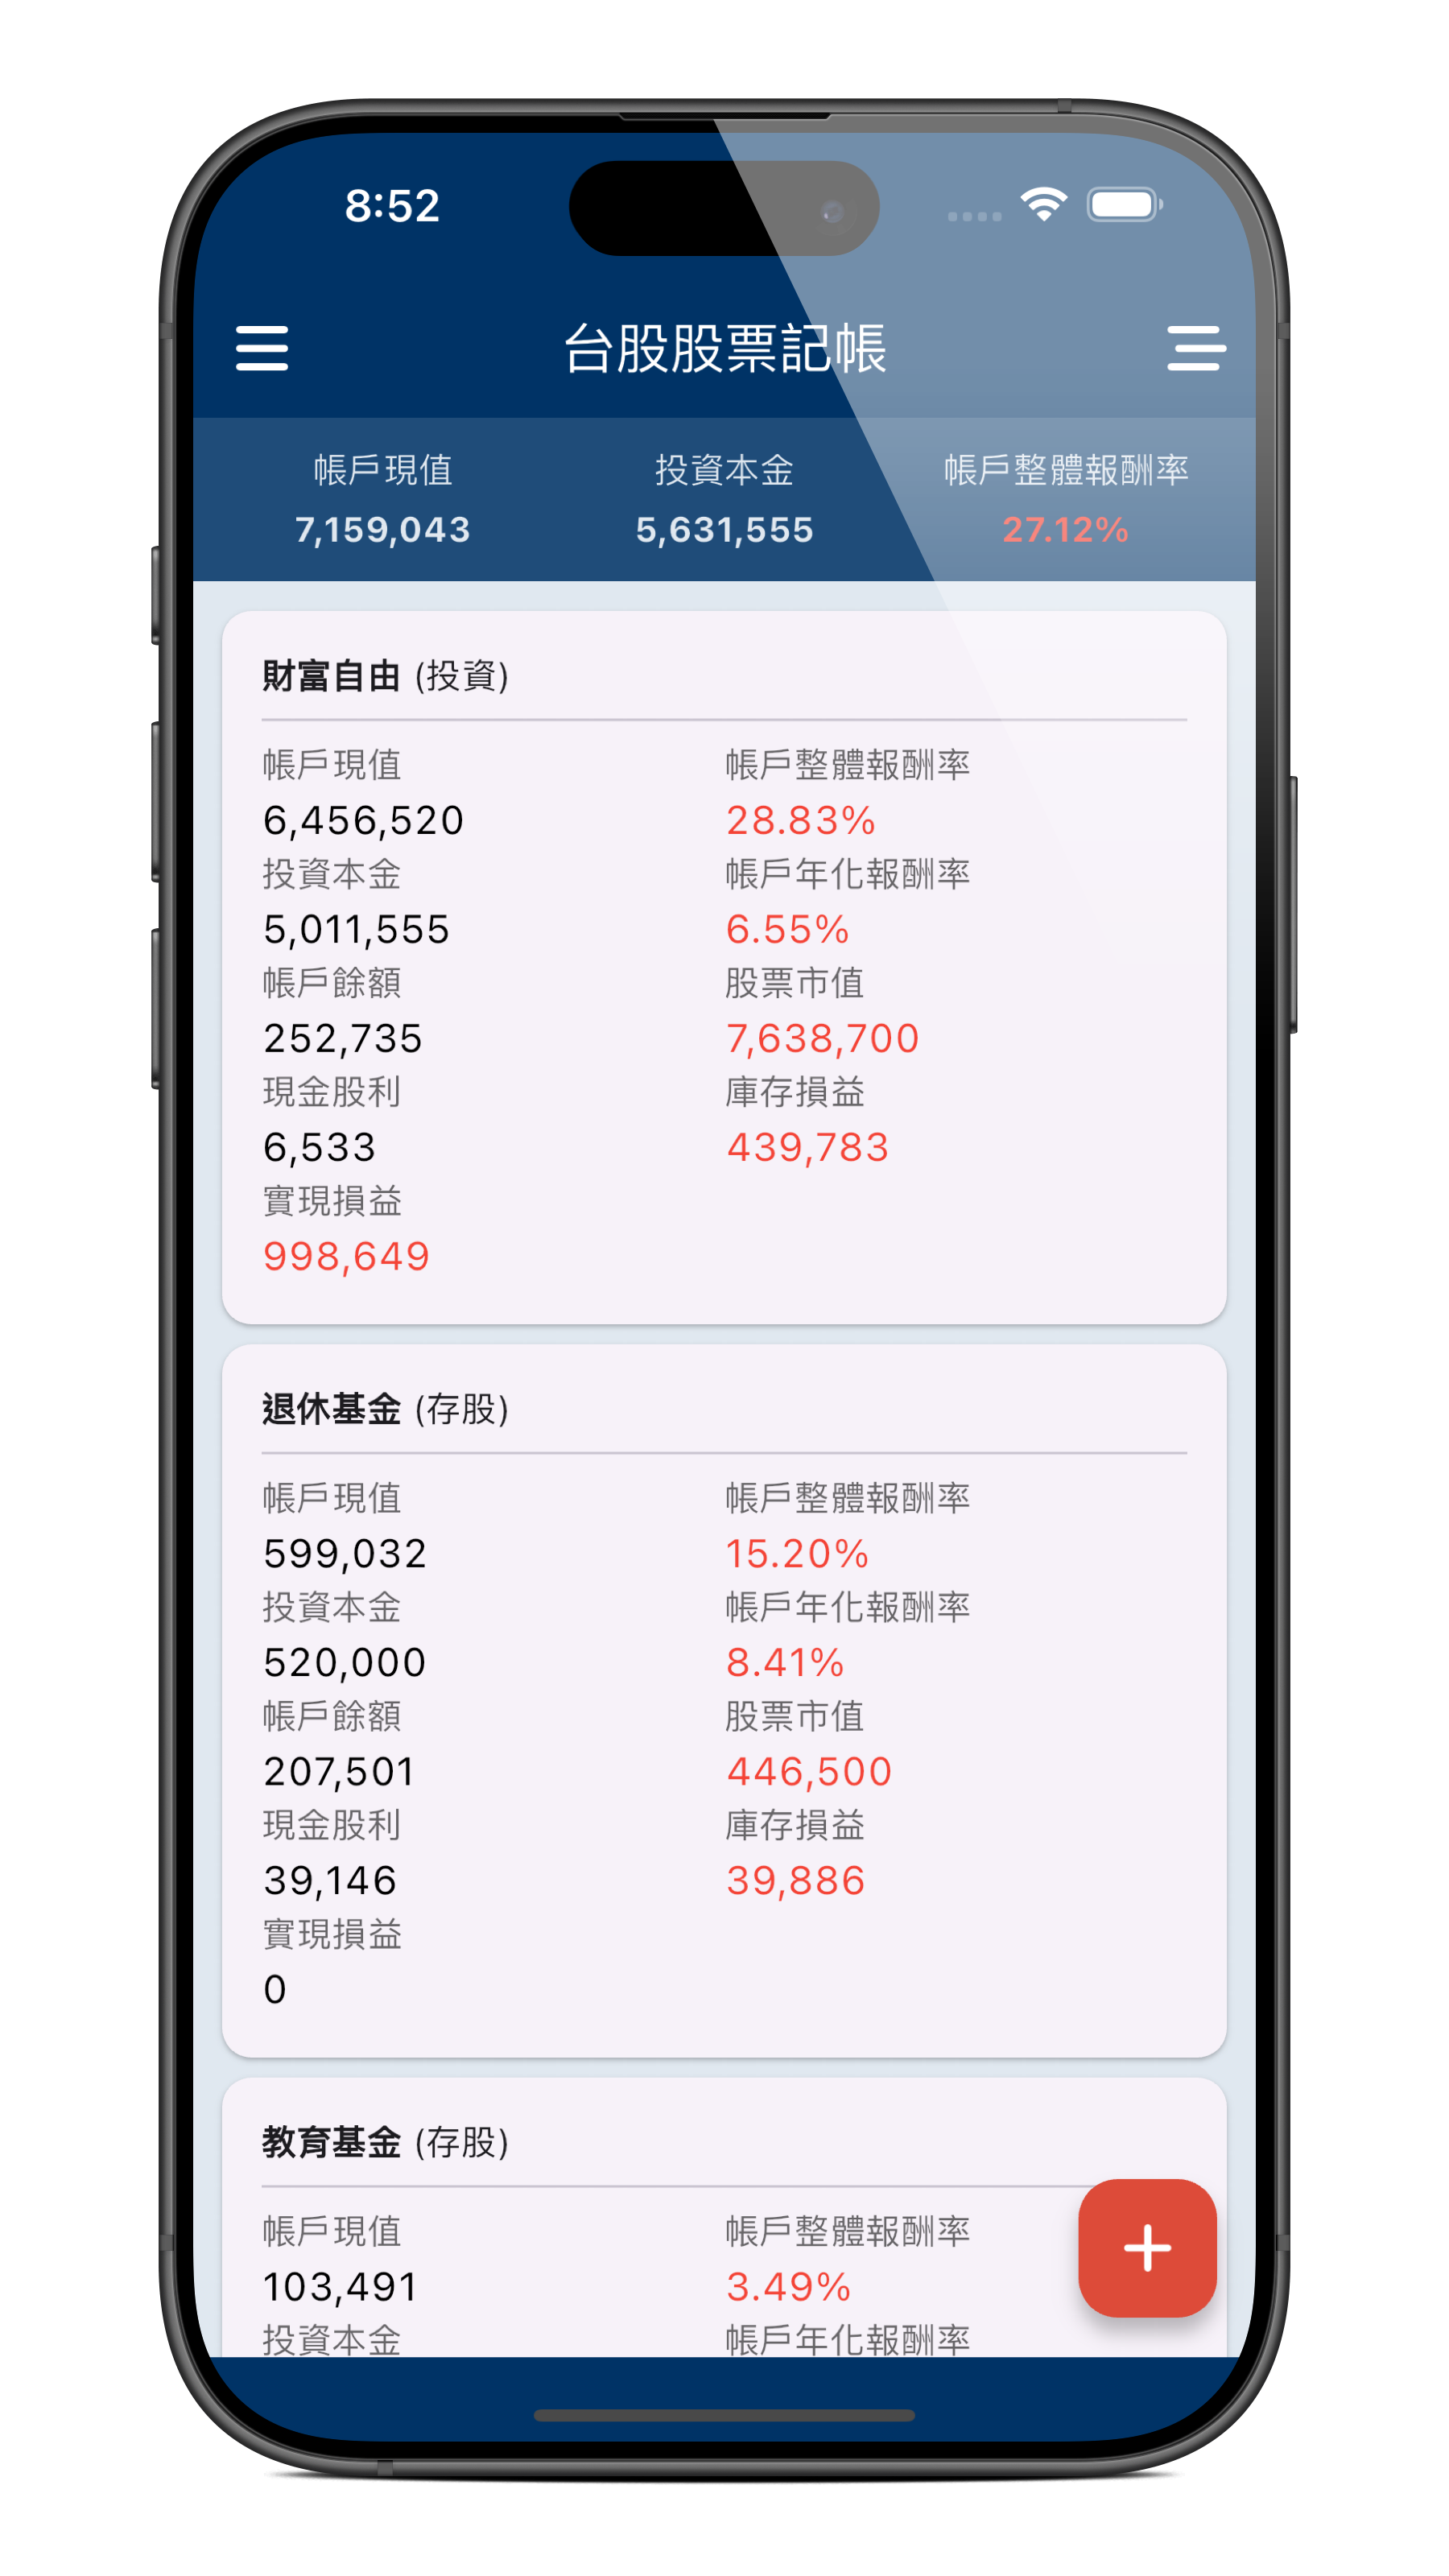 8:52
台股股票記帳
帳戶現值 投資本金 帳戶整體報酬率
7,159,043 5,631,555 27.12%
財富自由 (投資)
帳戶現值 帳戶整體報酬率
6,456,520 28.83%
投資本金 帳戶年化報酬率
5,011,555 6.55%
帳戶餘額 股票市值
252,735 7,638,700
現金股利 庫存損益
6,533 439,783
實現損益
998,649
退休基金 (存股)
帳戶現值 帳戶整體報酬率
599,032 15.20%
投資本金 帳戶年化報酬率
520,000 8.41%
帳戶餘額 股票市值
207,501 446,500
現金股利 庫存損益
39,146 39,886
實現損益
0
教育基金 (存股)
帳戶現值 帳戶整體報酬率
103,491 3.49%
投資本金 帳戶年化報酬率